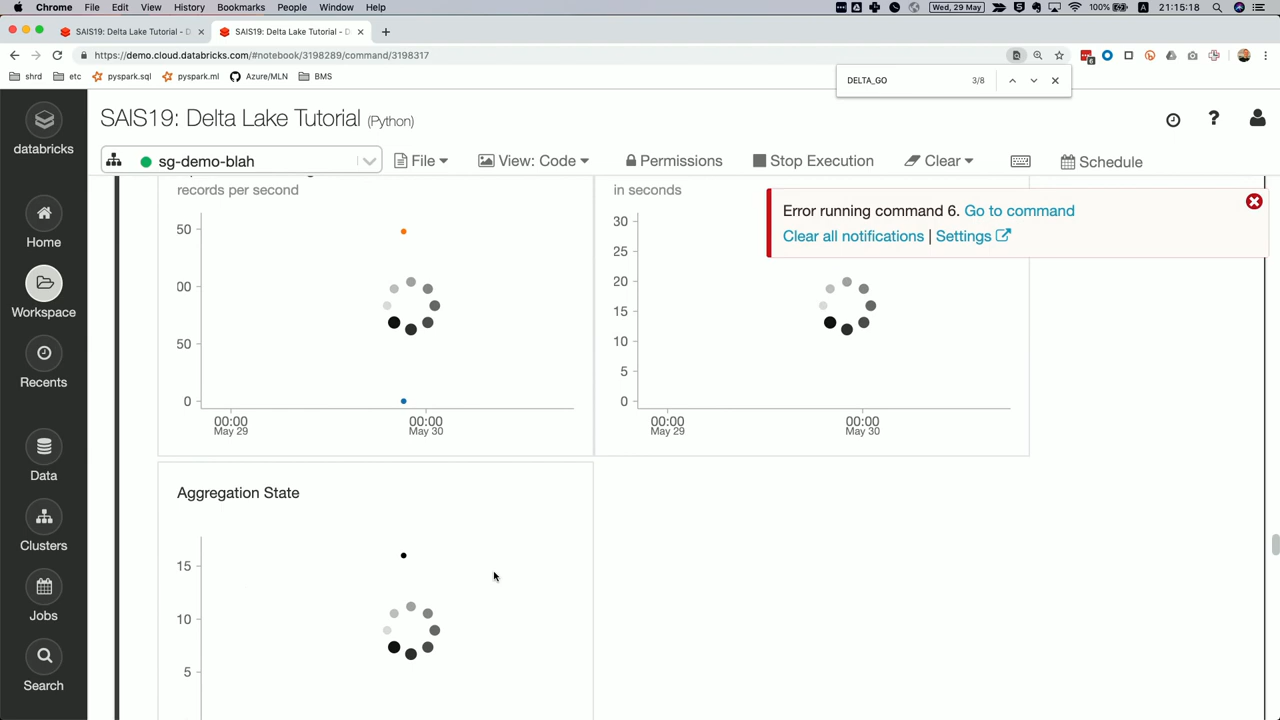 Chrome File Edit View History Bookmarks People Window Help 100% Wed, 29 May 21:15:18
SAIS19: Delta Lake Tutorial - D SAIS19: Delta Lake Tutorial - D
https://demo.cloud.databricks.com/#notebook/3198289/command/3198317
shrd etc pyspark.sql pyspark.ml Azure/MLN BMS
DELTA_GO 3/8
databricks
SAIS19: Delta Lake Tutorial (Python)
sg-demo-blah File View: Code Permissions Stop Execution Clear Schedule
Home
Workspace
Recents
Data
Clusters
Jobs
Search
records per second
50
00
50
0
00:00 00:00
May 29 May 30
in seconds
30
25
20
15
10
5
0
00:00 00:00
May 29 May 30
Error running command 6. Go to command
Clear all notifications | Settings
Aggregation State
15
10
5